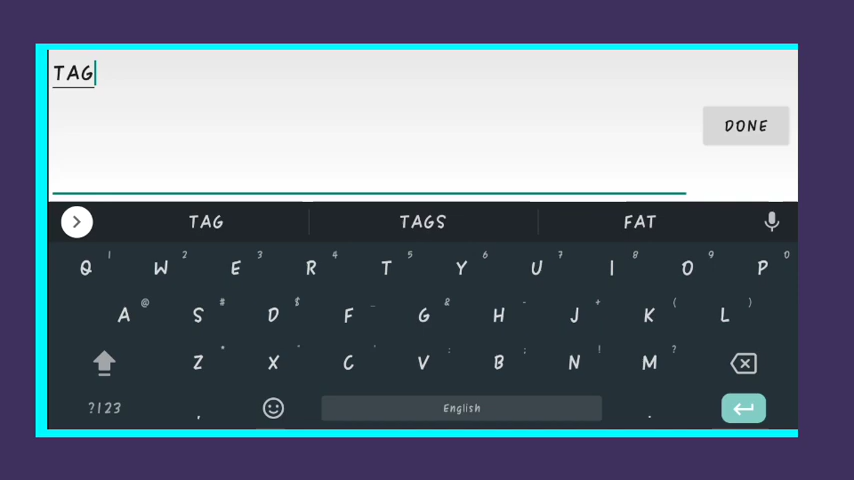 TAG
DONE
TAG TAGS FAT
Q 1 W 2 E 3 R 4 T 5 Y 6 U 7 I 8 O 9 P 0
A @ S # D $ F _ G & H - J + K ( L )
Z * X " C ' V : B ; N ! M ?
?123 , English .